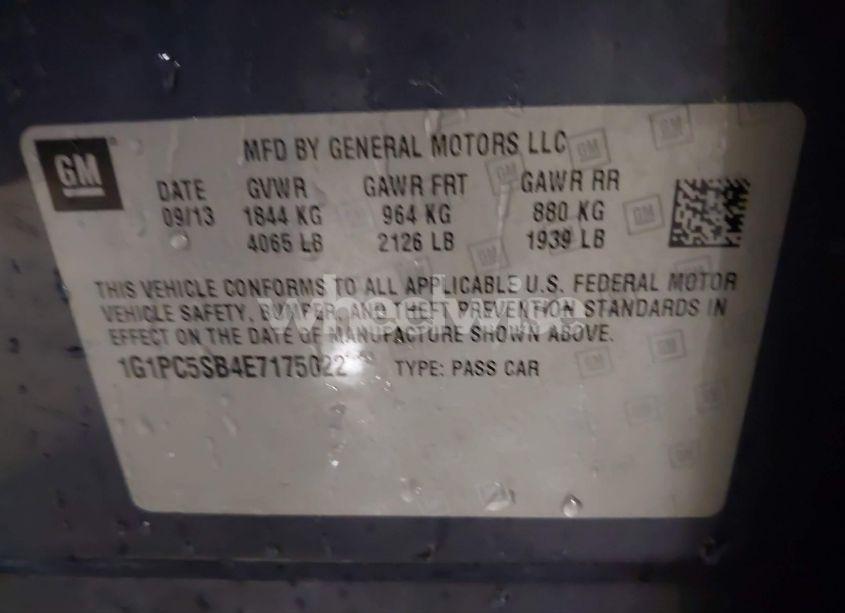 GM
MFD BY GENERAL MOTORS LLC
DATE GVWR GAWR FRT GAWR RR
09/13 1844 KG 964 KG 880 KG
4065 LB 2126 LB 1939 LB
THIS VEHICLE CONFORMS TO ALL APPLICABLE U.S. FEDERAL MOTOR
VEHICLE SAFETY, BUMPER, AND THEFT PREVENTION STANDARDS IN
EFFECT ON THE DATE OF MANUFACTURE SHOWN ABOVE.
1G1PC5SB4E7175022 TYPE: PASS CAR